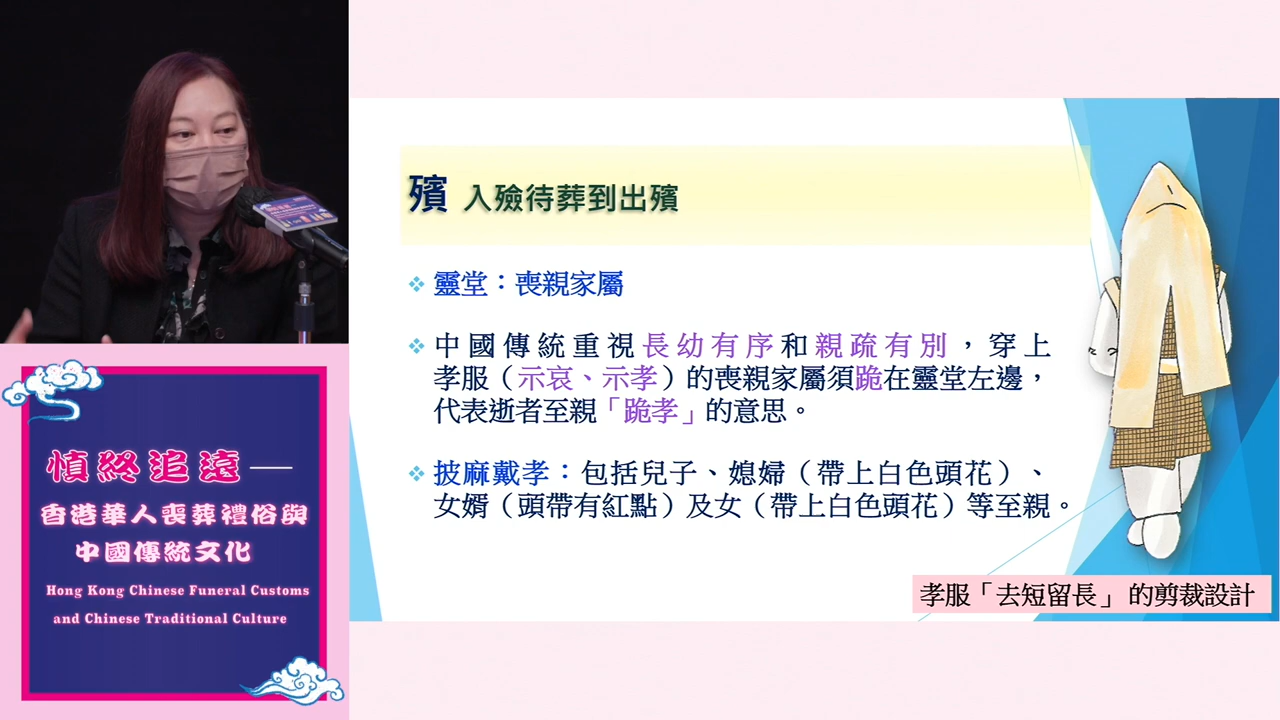 殯 入殮待葬到出殯
靈堂：喪親家屬
中國傳統重視長幼有序和親疏有別，穿上
孝服（示哀、示孝）的喪親家屬須跪在靈堂左邊，
代表逝者至親「跪孝」的意思。
披麻戴孝：包括兒子、媳婦（帶上白色頭花）、
女婿（頭帶有紅點）及女（帶上白色頭花）等至親。
孝服「去短留長」 的剪裁設計
慎終追遠——
香港華人喪葬禮俗與
中國傳統文化
Hong Kong Chinese Funeral Customs
and Chinese Traditional Culture